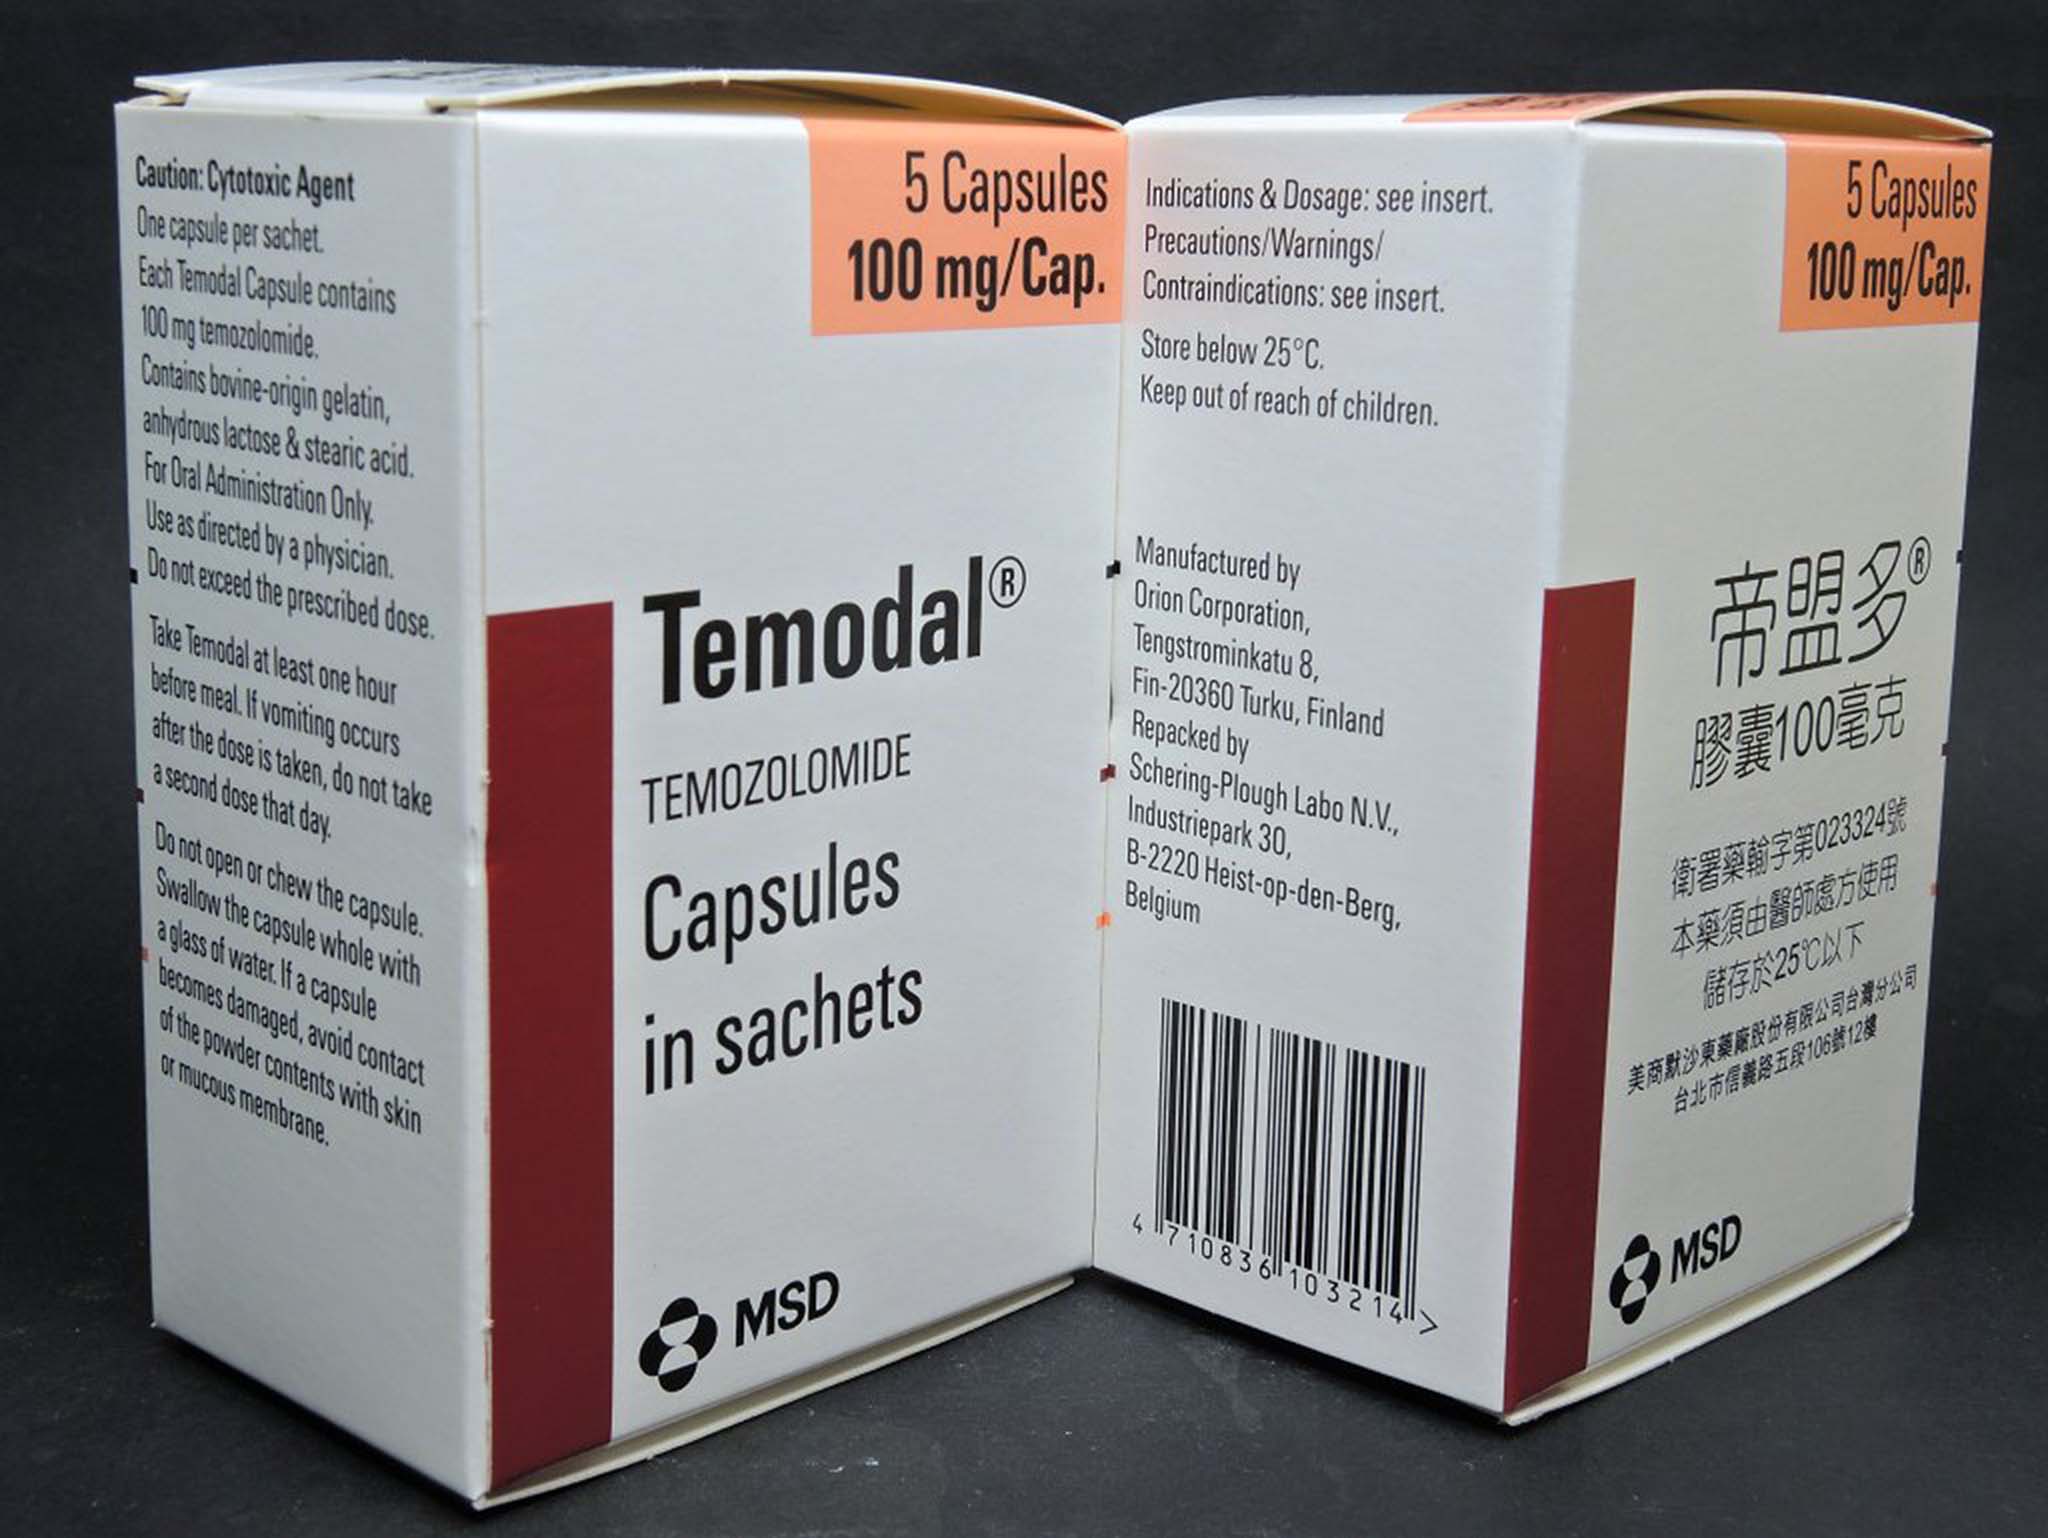 Caution: Cytotoxic Agent
One capsule per sachet.
Each Temodal Capsule contains
100 mg temozolomide.
Contains bovine-origin gelatin,
anhydrous lactose & stearic acid.
For Oral Administration Only.
Use as directed by a physician.
Do not exceed the prescribed dose.
Take Temodal at least one hour
before meal. If vomiting occurs
after the dose is taken, do not take
a second dose that day.
Do not open or chew the capsule.
Swallow the capsule whole with
a glass of water. If a capsule
becomes damaged, avoid contact
of the powder contents with skin
or mucous membrane.
5 Capsules
100 mg/Cap.
Temodal®
TEMOZOLOMIDE
Capsules
in sachets
MSD
Indications & Dosage: see insert.
Precautions/Warnings/
Contraindications: see insert.
Store below 25°C.
Keep out of reach of children.
Manufactured by
Orion Corporation,
Tengstrominkatu 8,
Fin-20360 Turku, Finland
Repacked by
Schering-Plough Labo N.V.,
Industriepark 30,
B-2220 Heist-op-den-Berg,
Belgium
4 710836 103214 >
5 Capsules
100 mg/Cap.
帝盟多®
膠囊100毫克
衛署藥輸字第023324號
本藥須由醫師處方使用
儲存於25℃以下
美商默沙東藥廠股份有限公司台灣分公司
台北市信義路五段106號12樓
MSD